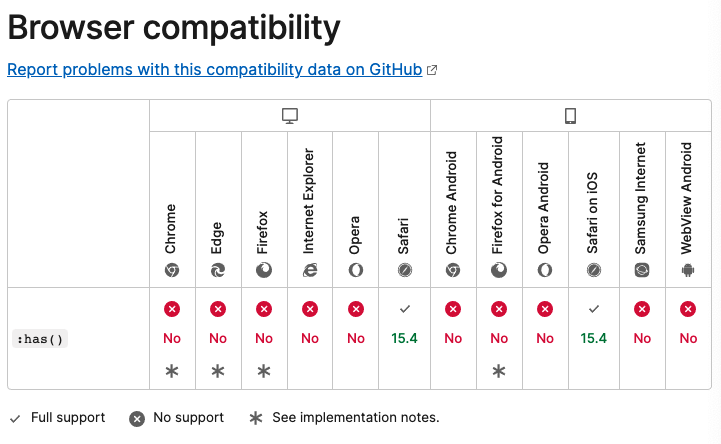 Browser compatibility
Report problems with this compatibility data on GitHub
Chrome
Edge
Firefox
Internet Explorer
Opera
Safari
Chrome Android
Firefox for Android
Opera Android
Safari on iOS
Samsung Internet
WebView Android
:has() No No No No No 15.4 No No No 15.4 No No
* * * *
Full support No support * See implementation notes.